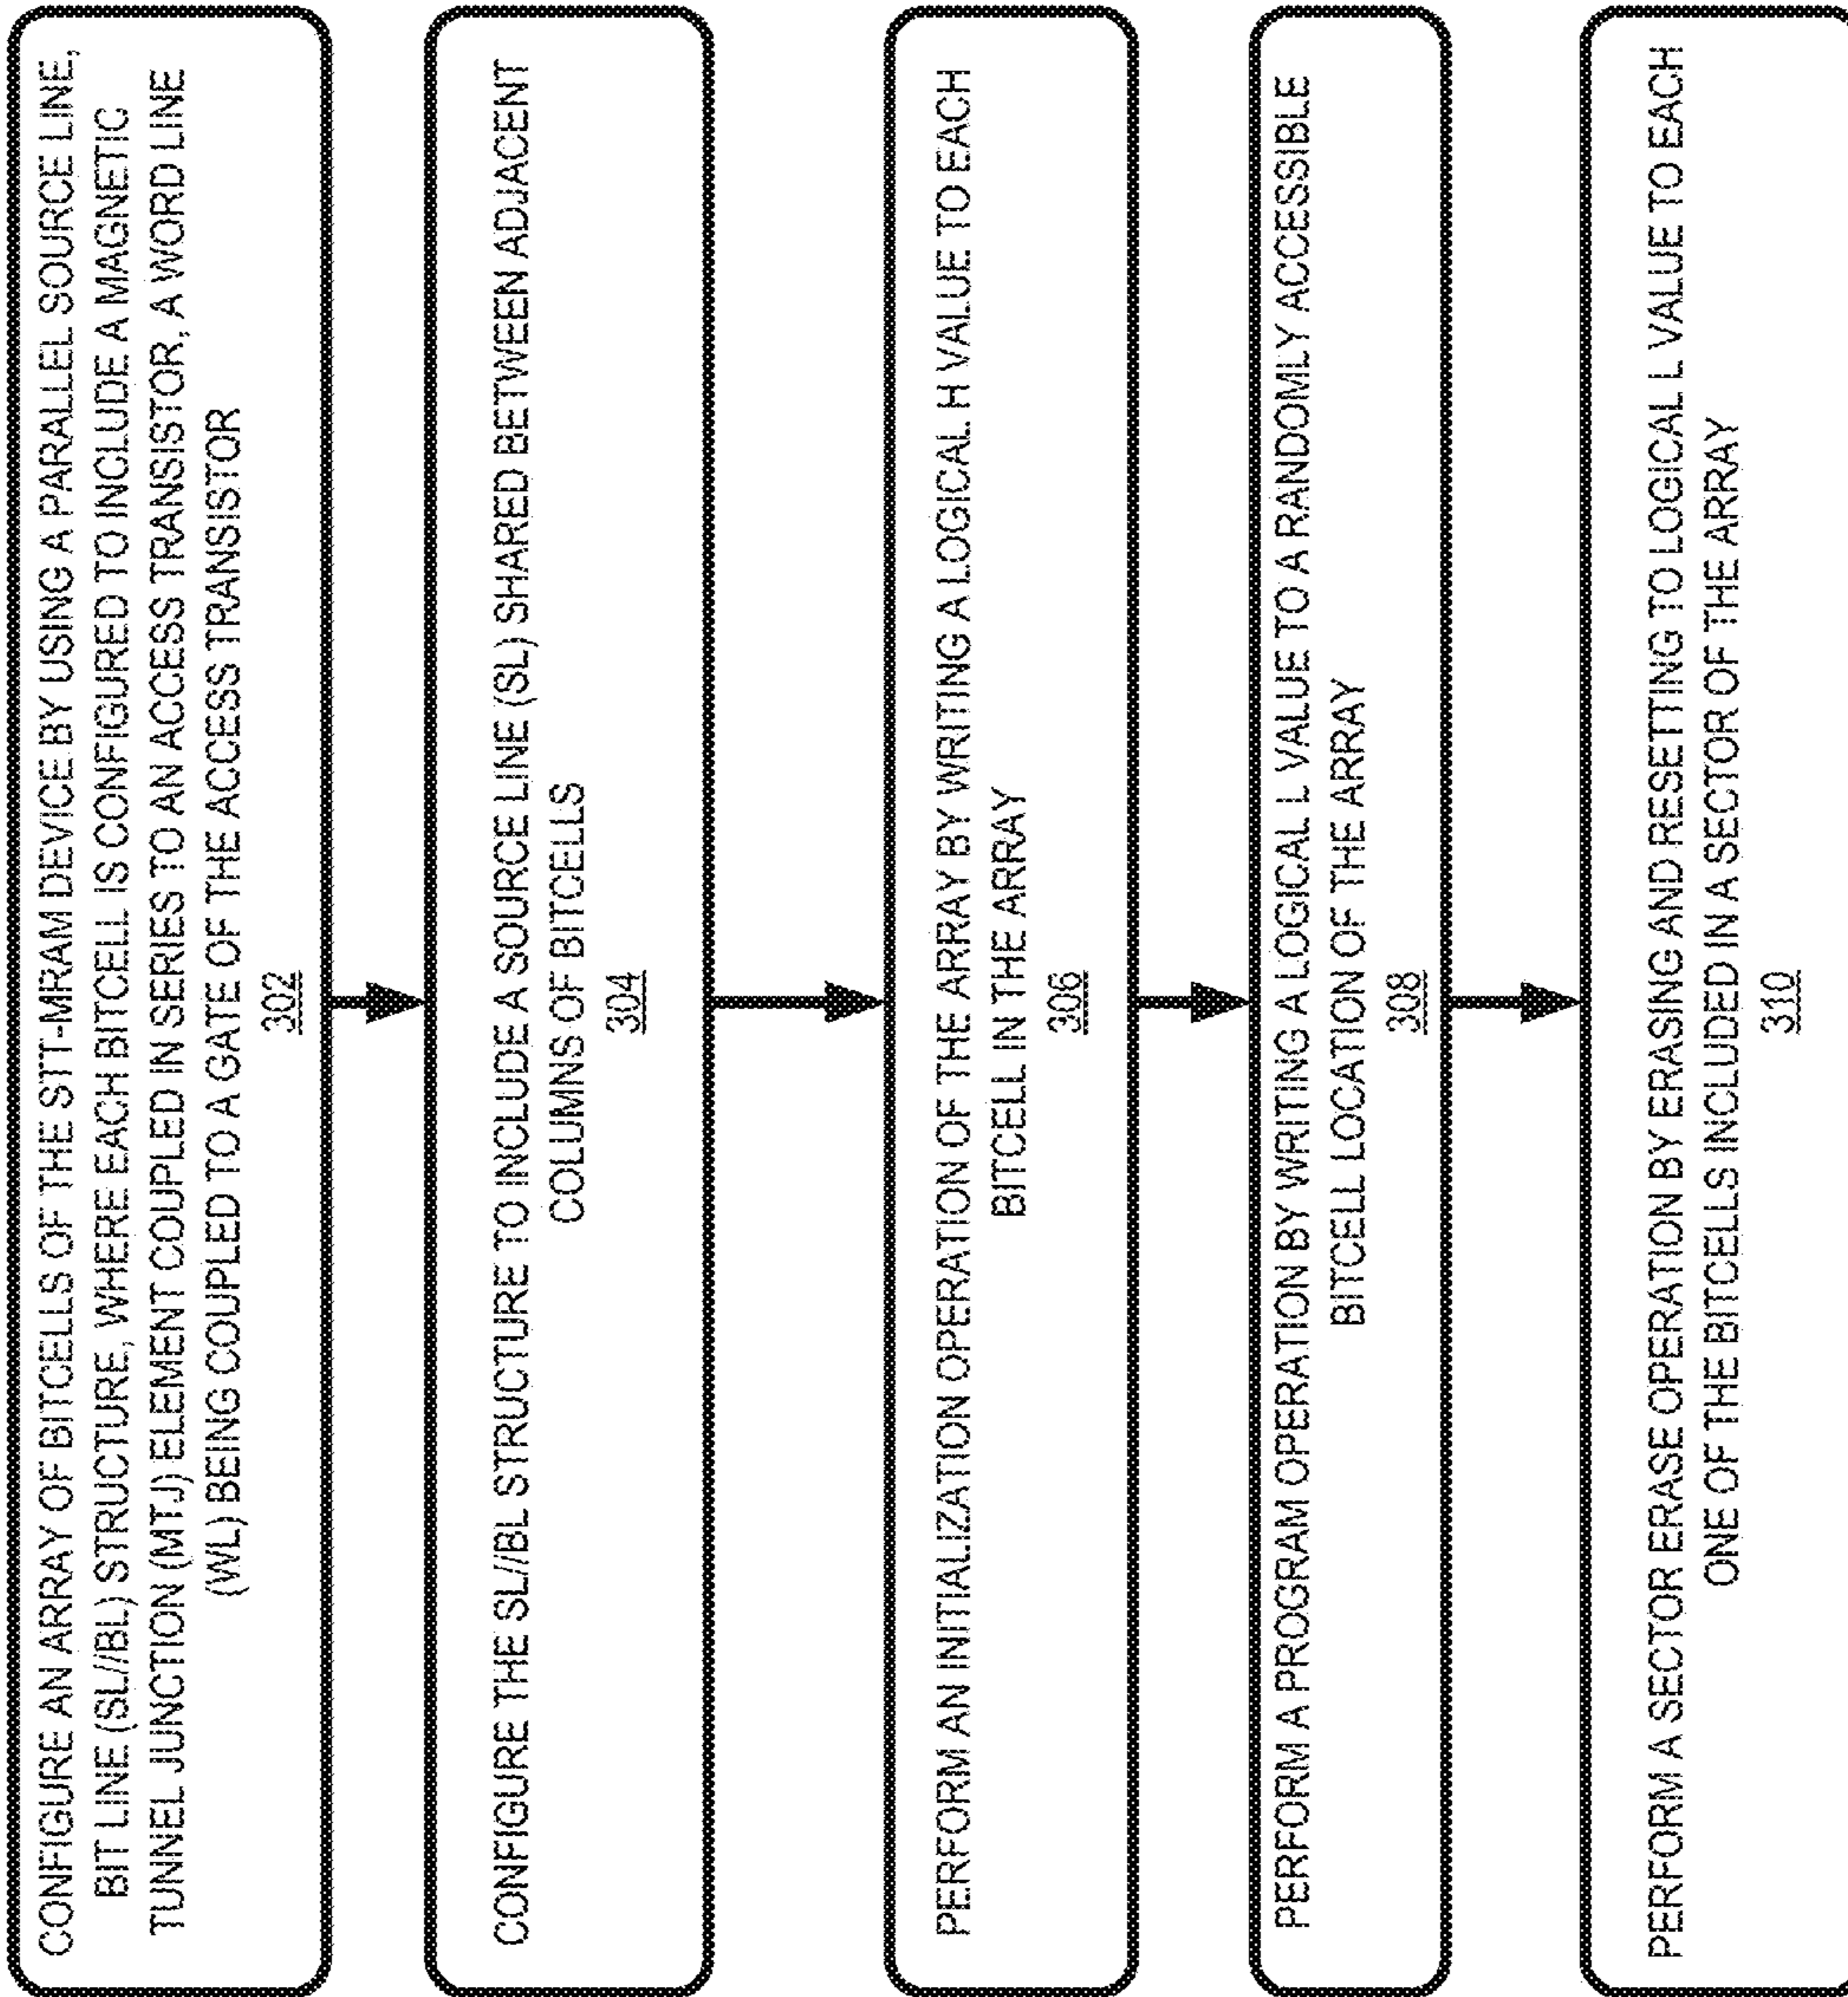 CONFIGURE AN ARRAY OF BITCELLS OF THE STT-MRAM DEVICE BY USING A PARALLEL SOURCE LINE,
BIT LINE (SL//BL) STRUCTURE, WHERE EACH BITCELL IS CONFIGURED TO INCLUDE A MAGNETIC
TUNNEL JUNCTION (MTJ) ELEMENT COUPLED IN SERIES TO AN ACCESS TRANSISTOR, A WORD LINE
(WL) BEING COUPLED TO A GATE OF THE ACCESS TRANSISTOR
302
CONFIGURE THE SL//BL STRUCTURE TO INCLUDE A SOURCE LINE (SL) SHARED BETWEEN ADJACENT
COLUMNS OF BITCELLS
304
PERFORM AN INITIALIZATION OPERATION OF THE ARRAY BY WRITING A LOGICAL H VALUE TO EACH
BITCELL IN THE ARRAY
306
PERFORM A PROGRAM OPERATION BY WRITING A LOGICAL L VALUE TO A RANDOMLY ACCESSIBLE
BITCELL LOCATION OF THE ARRAY
308
PERFORM A SECTOR ERASE OPERATION BY ERASING AND RESETTING TO LOGICAL L VALUE TO EACH
ONE OF THE BITCELLS INCLUDED IN A SECTOR OF THE ARRAY
310